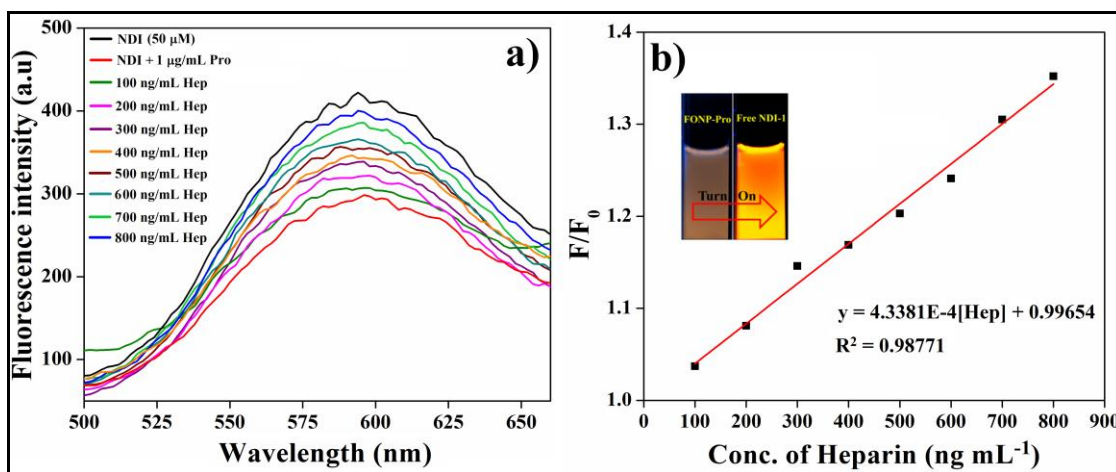 a)
Fluorescence intensity (a.u)
500
400
300
200
100
NDI (50 μM)
NDI + 1 μg/mL Pro
100 ng/mL Hep
200 ng/mL Hep
300 ng/mL Hep
400 ng/mL Hep
500 ng/mL Hep
600 ng/mL Hep
700 ng/mL Hep
800 ng/mL Hep
500 525 550 575 600 625 650
Wavelength (nm)
b)
F/F₀
1.4
1.3
1.2
1.1
1.0
FONP-Pro Free NDI-1
Turn On
y = 4.3381E-4[Hep] + 0.99654
R² = 0.98771
0 100 200 300 400 500 600 700 800 900
Conc. of Heparin (ng mL⁻¹)